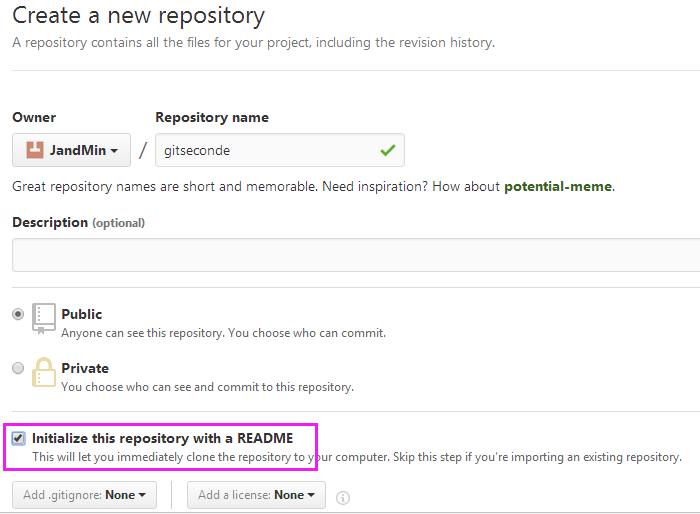 Create a new repository
A repository contains all the files for your project, including the revision history.
Owner
Repository name
JandMin / gitseconde
Great repository names are short and memorable. Need inspiration? How about potential-meme.
Description (optional)
Public
Anyone can see this repository. You choose who can commit.
Private
You choose who can see and commit to this repository.
Initialize this repository with a README
This will let you immediately clone the repository to your computer. Skip this step if you're importing an existing repository.
Add .gitignore: None
Add a license: None